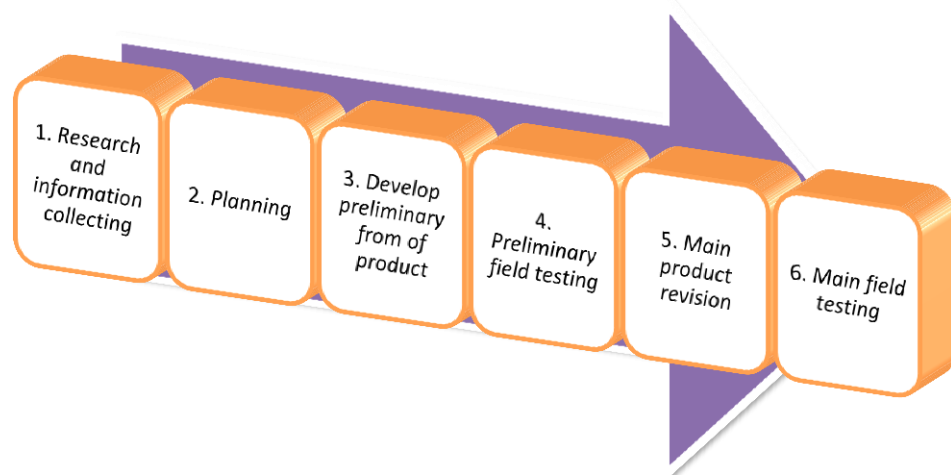 1. Research
and
information
collecting
2. Planning
3. Develop
preliminary
from of
product
4.
Preliminary
field testing
5. Main
product
revision
6. Main field
testing